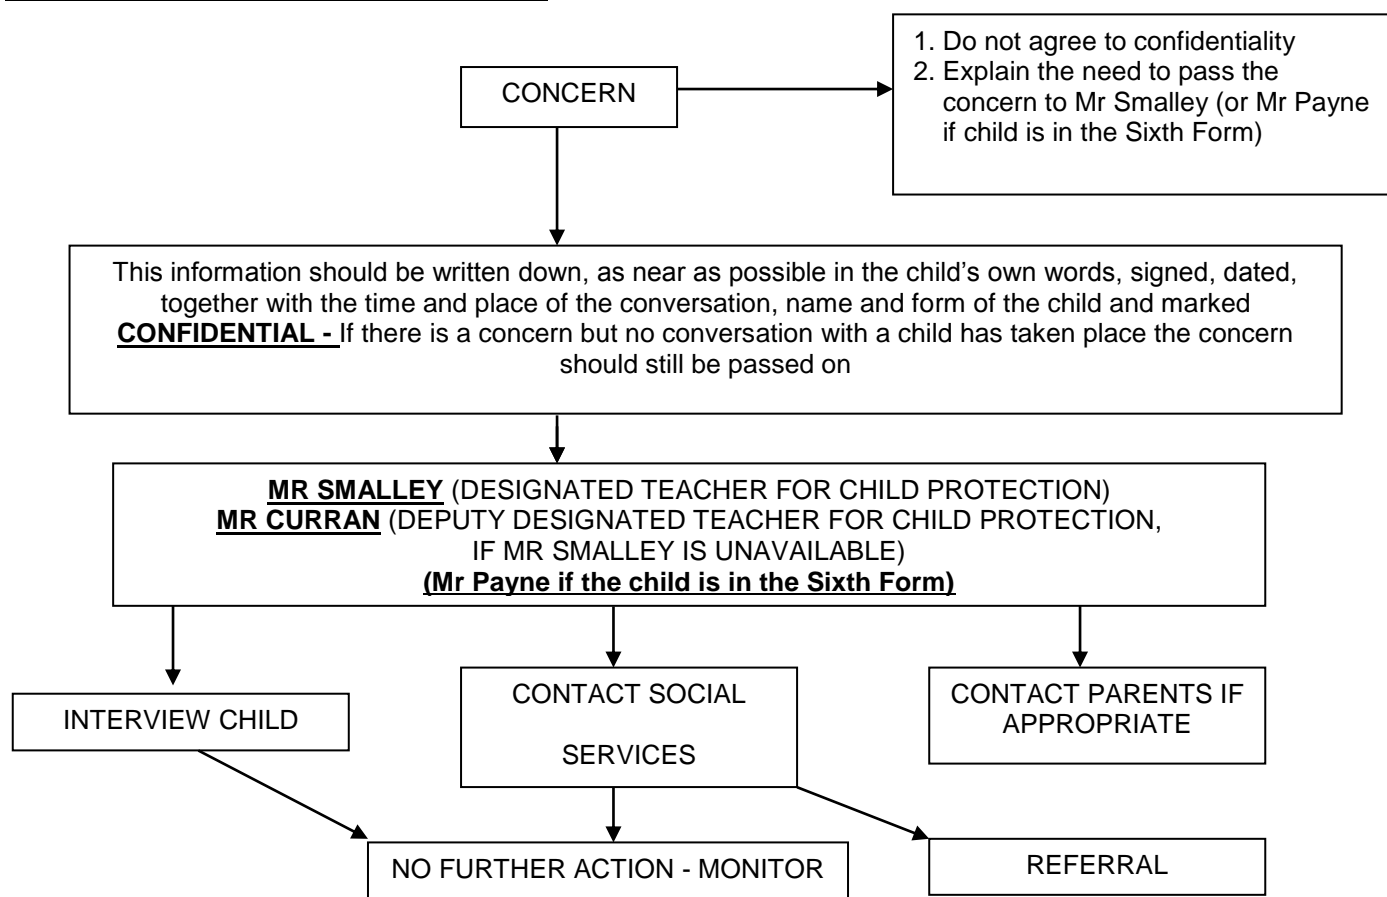 CONCERN
1. Do not agree to confidentiality
2. Explain the need to pass the
concern to Mr Smalley (or Mr Payne
if child is in the Sixth Form)
This information should be written down, as near as possible in the child’s own words, signed, dated,
together with the time and place of the conversation, name and form of the child and marked
CONFIDENTIAL - If there is a concern but no conversation with a child has taken place the concern
should still be passed on
MR SMALLEY (DESIGNATED TEACHER FOR CHILD PROTECTION)
MR CURRAN (DEPUTY DESIGNATED TEACHER FOR CHILD PROTECTION,
IF MR SMALLEY IS UNAVAILABLE)
(Mr Payne if the child is in the Sixth Form)
INTERVIEW CHILD
CONTACT SOCIAL
SERVICES
CONTACT PARENTS IF
APPROPRIATE
NO FURTHER ACTION - MONITOR
REFERRAL